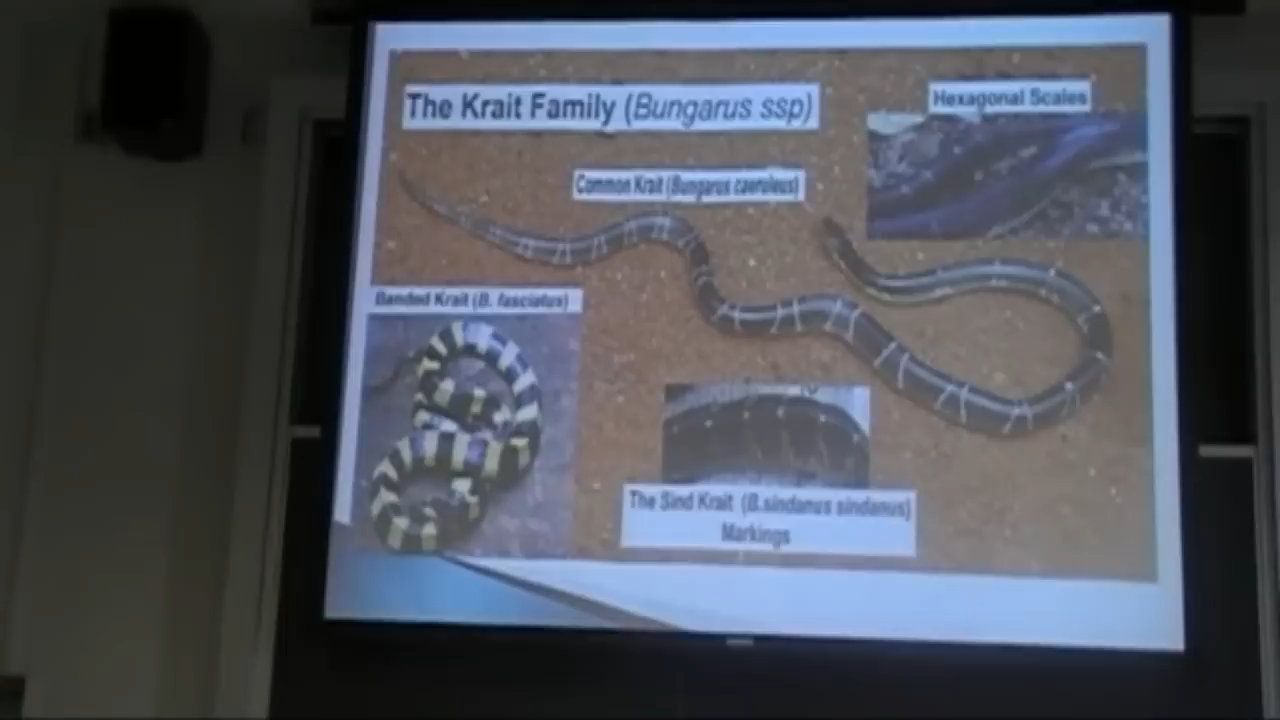 The Krait Family (Bungarus ssp)
Hexagonal Scales
Common Krait (Bungarus caeruleus)
Banded Krait (B. fasciatus)
The Sind Krait (B.sindanus sindanus)
Markings